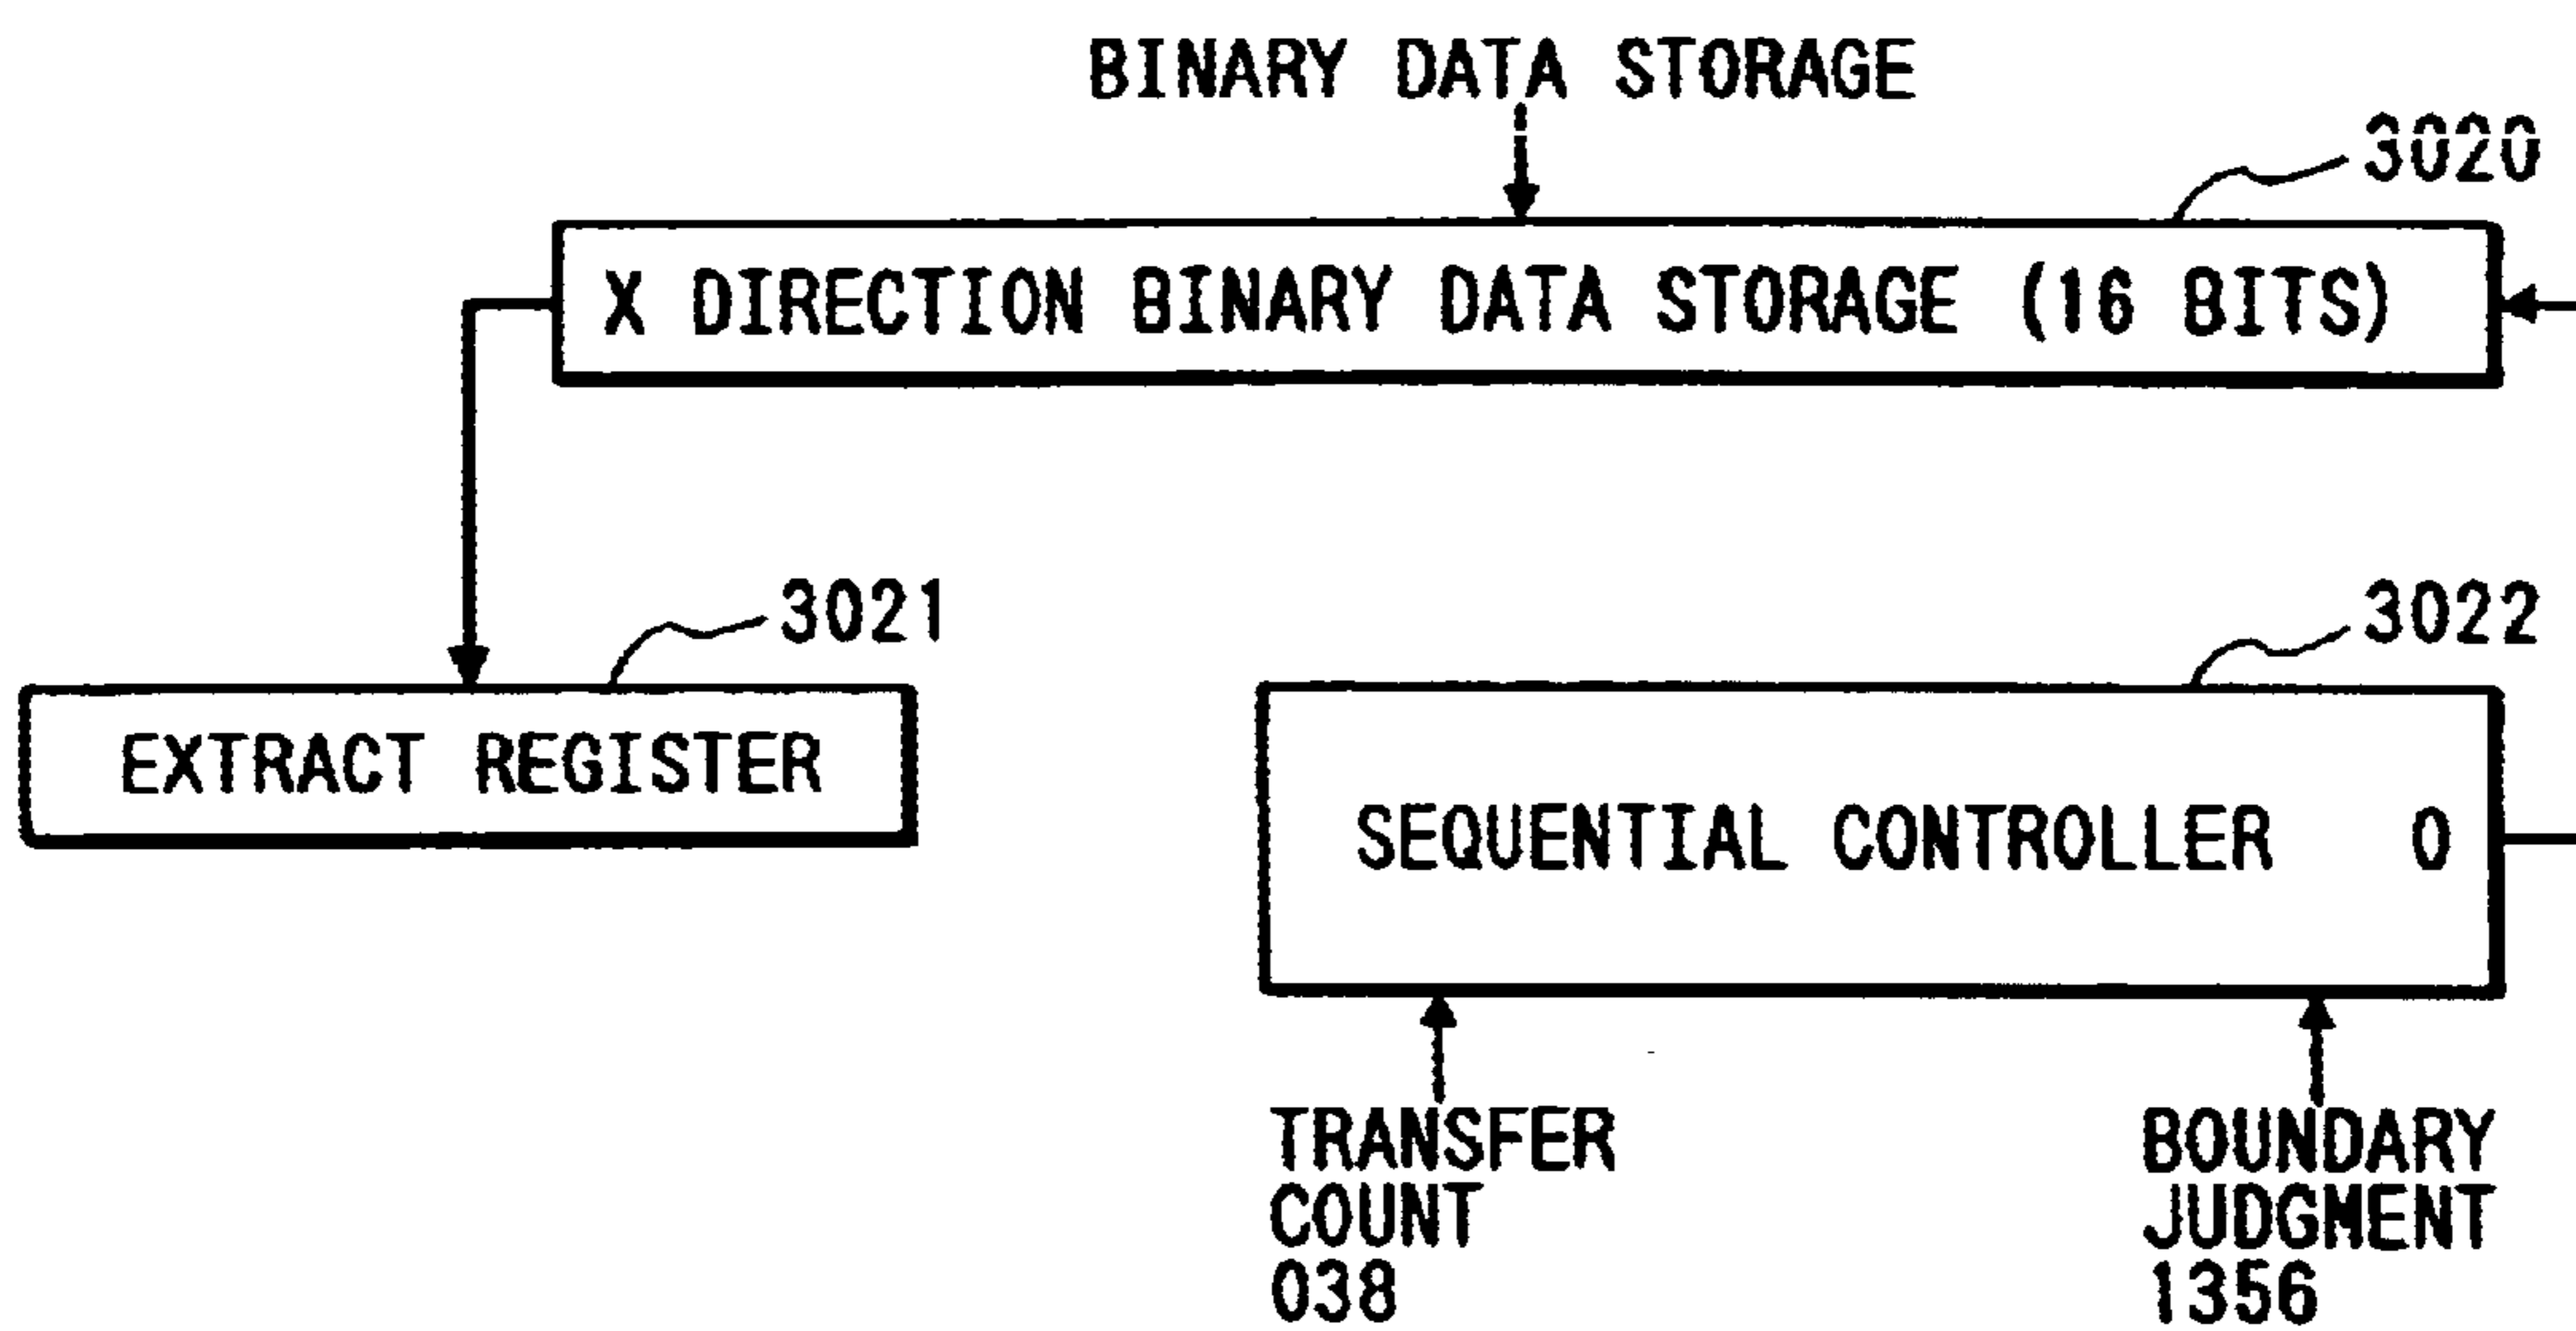 BINARY DATA STORAGE
3020
X DIRECTION BINARY DATA STORAGE (16 BITS)
3021
3022
EXTRACT REGISTER
SEQUENTIAL CONTROLLER 0
TRANSFER
COUNT
038
BOUNDARY
JUDGMENT
1356